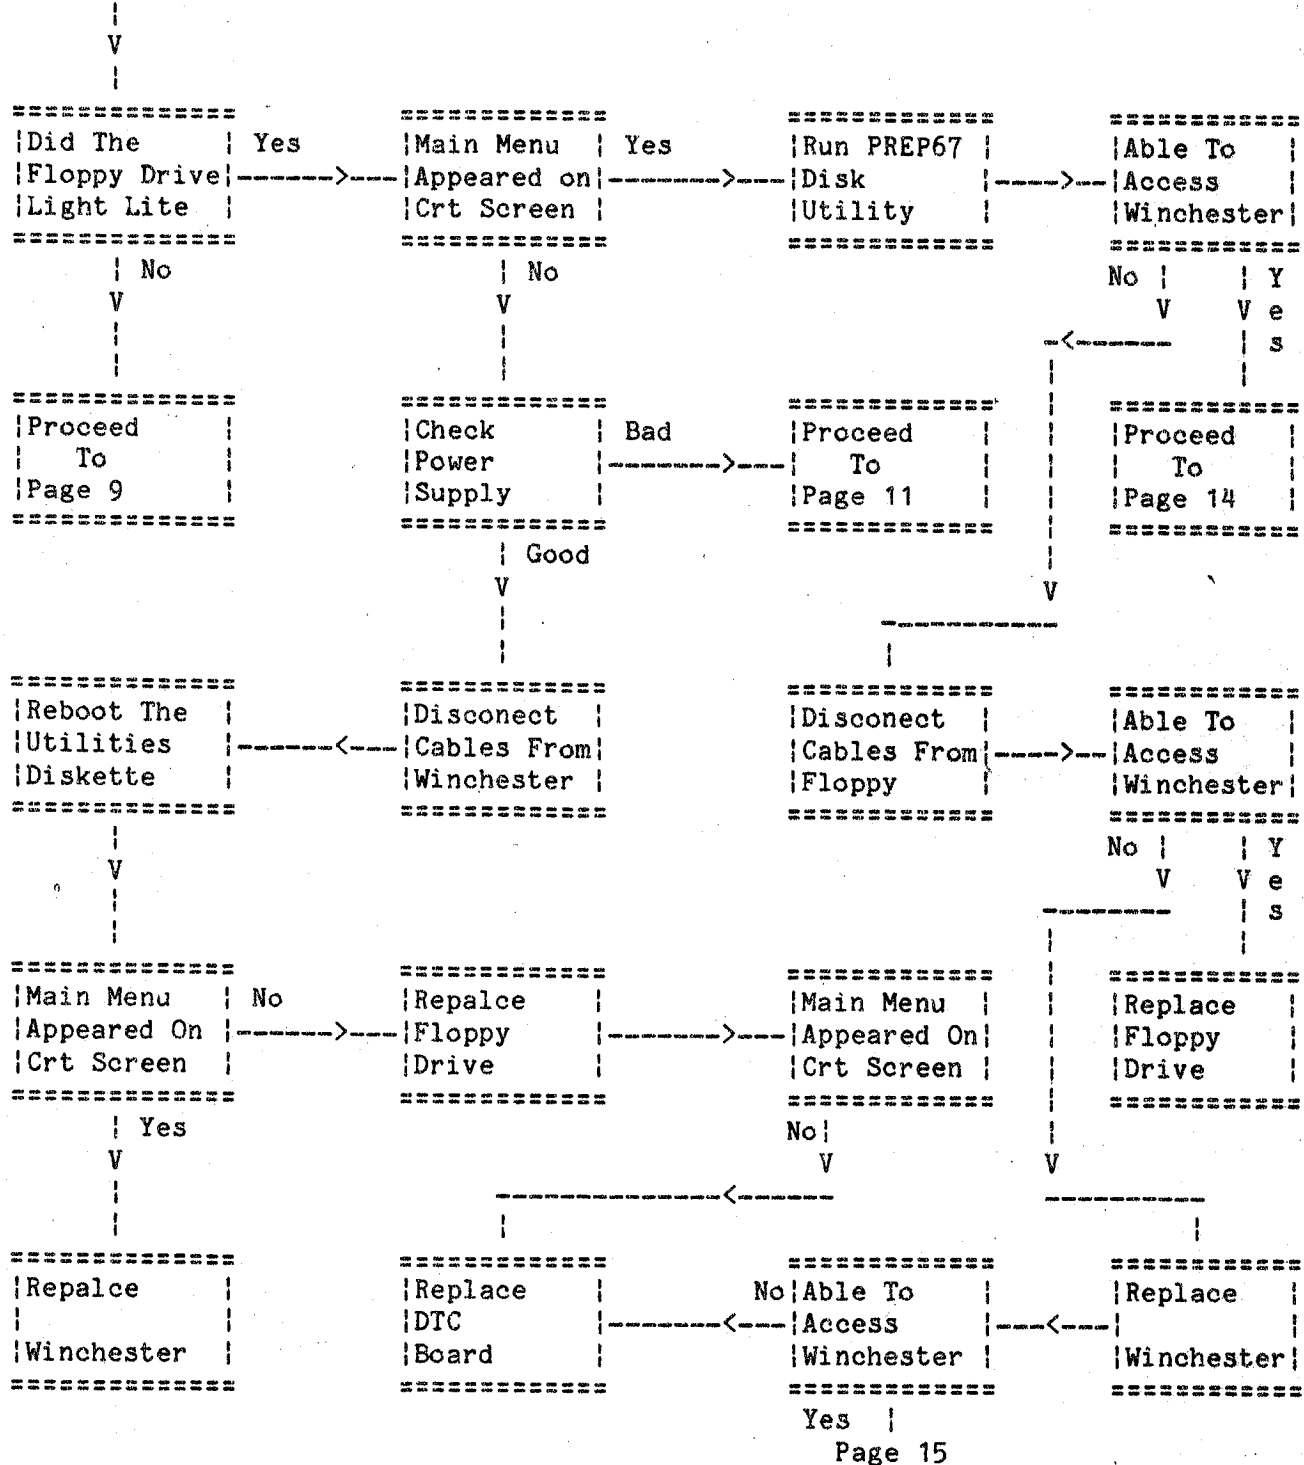 Did The
Floppy Drive
Light Lite
Yes
Main Menu
Appeared on
Crt Screen
Yes
Run PREP67
Disk
Utility
Able To
Access
Winchester
No
No
No
Yes
Proceed
To
Page 9
Check
Power
Supply
Bad
Proceed
To
Page 11
Proceed
To
Page 14
Good
Reboot The
Utilities
Diskette
Disconect
Cables From
Winchester
Disconect
Cables From
Floppy
Able To
Access
Winchester
No
Yes
Main Menu
Appeared On
Crt Screen
No
Repalce
Floppy
Drive
Main Menu
Appeared On
Crt Screen
Replace
Floppy
Drive
Yes
No
Repalce
Winchester
Replace
DTC
Board
No
Able To
Access
Winchester
Replace
Winchester
Yes
Page 15